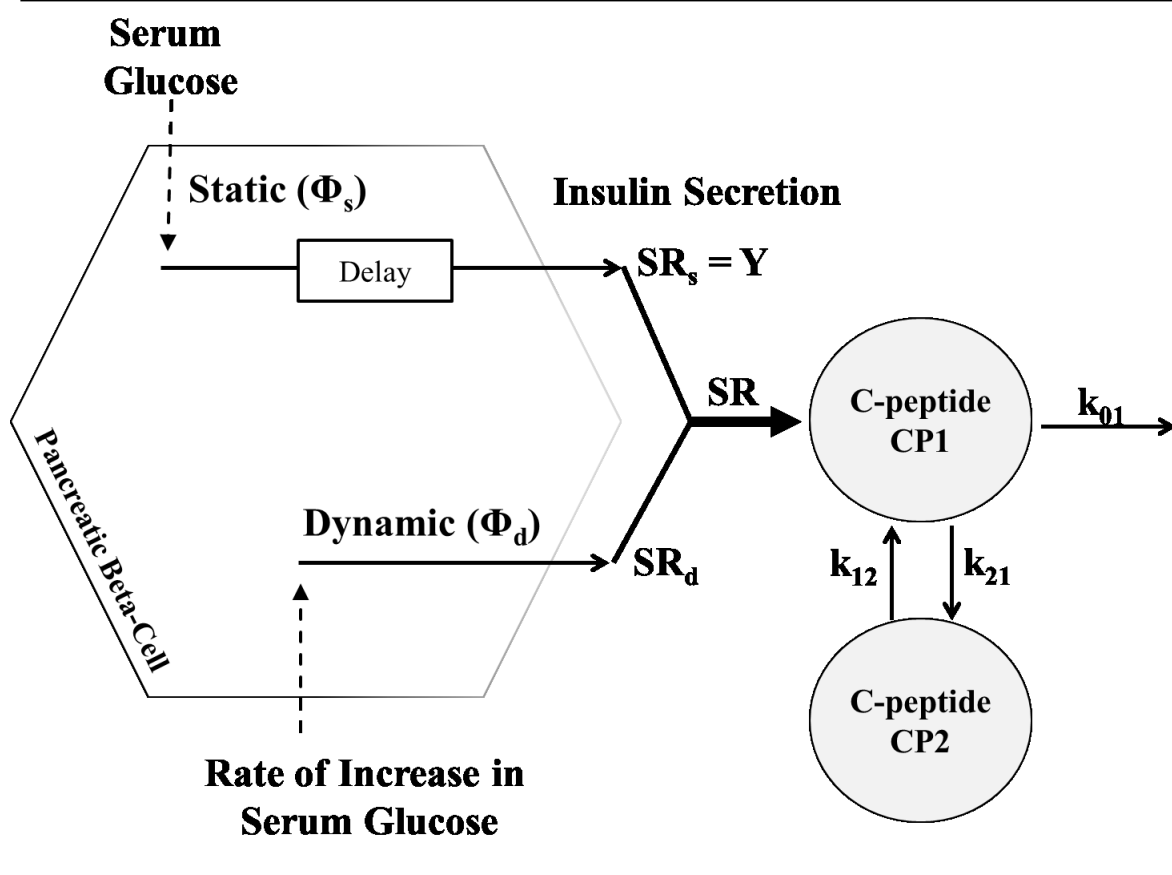 Serum
Glucose
Static (Φs)
Insulin Secretion
Delay
SRs = Y
SR
C-peptide
CP1
k01
Pancreatic Beta-Cell
Dynamic (Φd)
SRd
k12
k21
C-peptide
CP2
Rate of Increase in
Serum Glucose